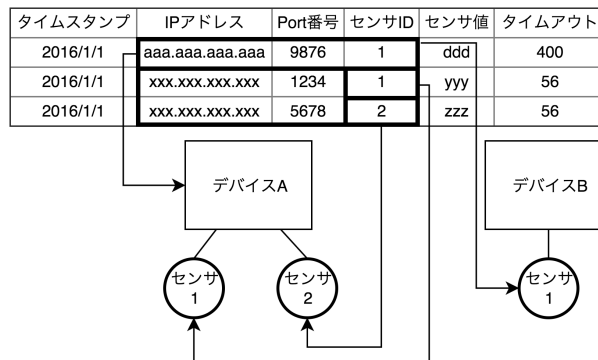 タイムスタンプ IPアドレス Port番号 センサID センサ値 タイムアウト
2016/1/1 aaa.aaa.aaa.aaa 9876 1 ddd 400
2016/1/1 xxx.xxx.xxx.xxx 1234 1 yyy 56
2016/1/1 xxx.xxx.xxx.xxx 5678 2 zzz 56
デバイスA デバイスB
センサ センサ センサ
1 2 1